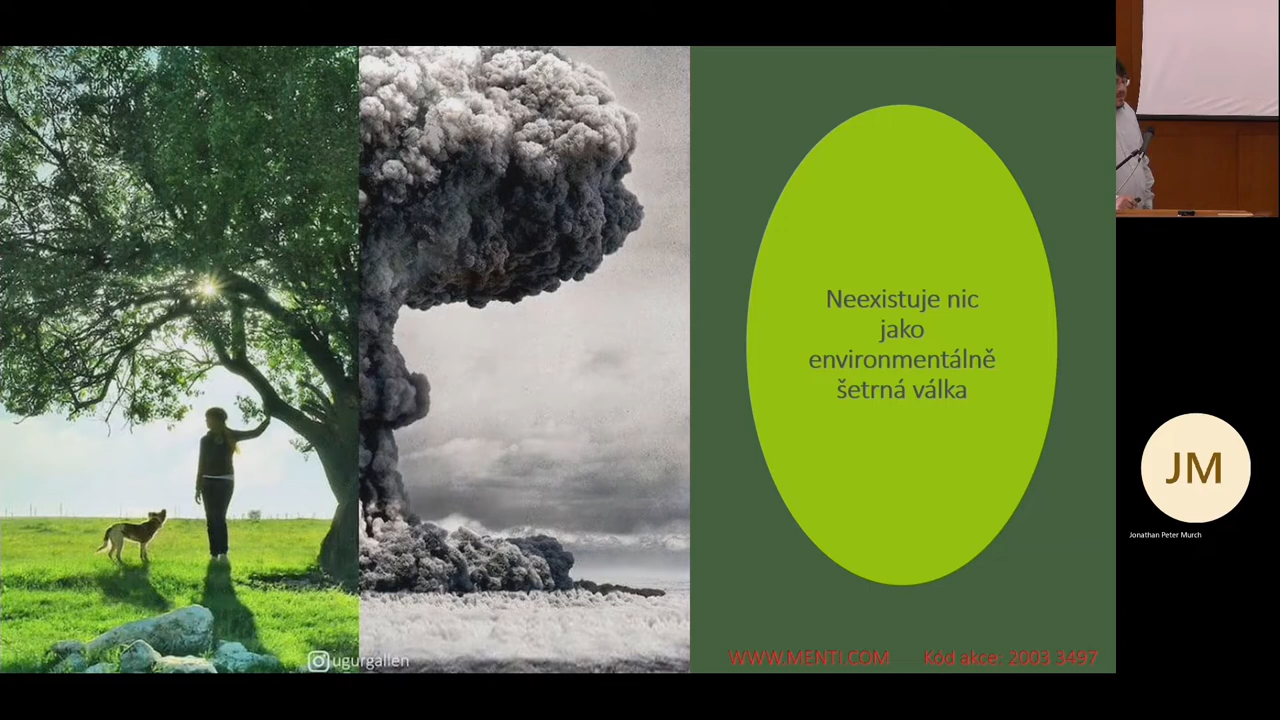 Neexistuje nic
jako
environmentálně
šetrná válka
ugurgallen
WWW.MENTI.COM Kód akce: 2003 3497
JM
Jonathan Peter Murch